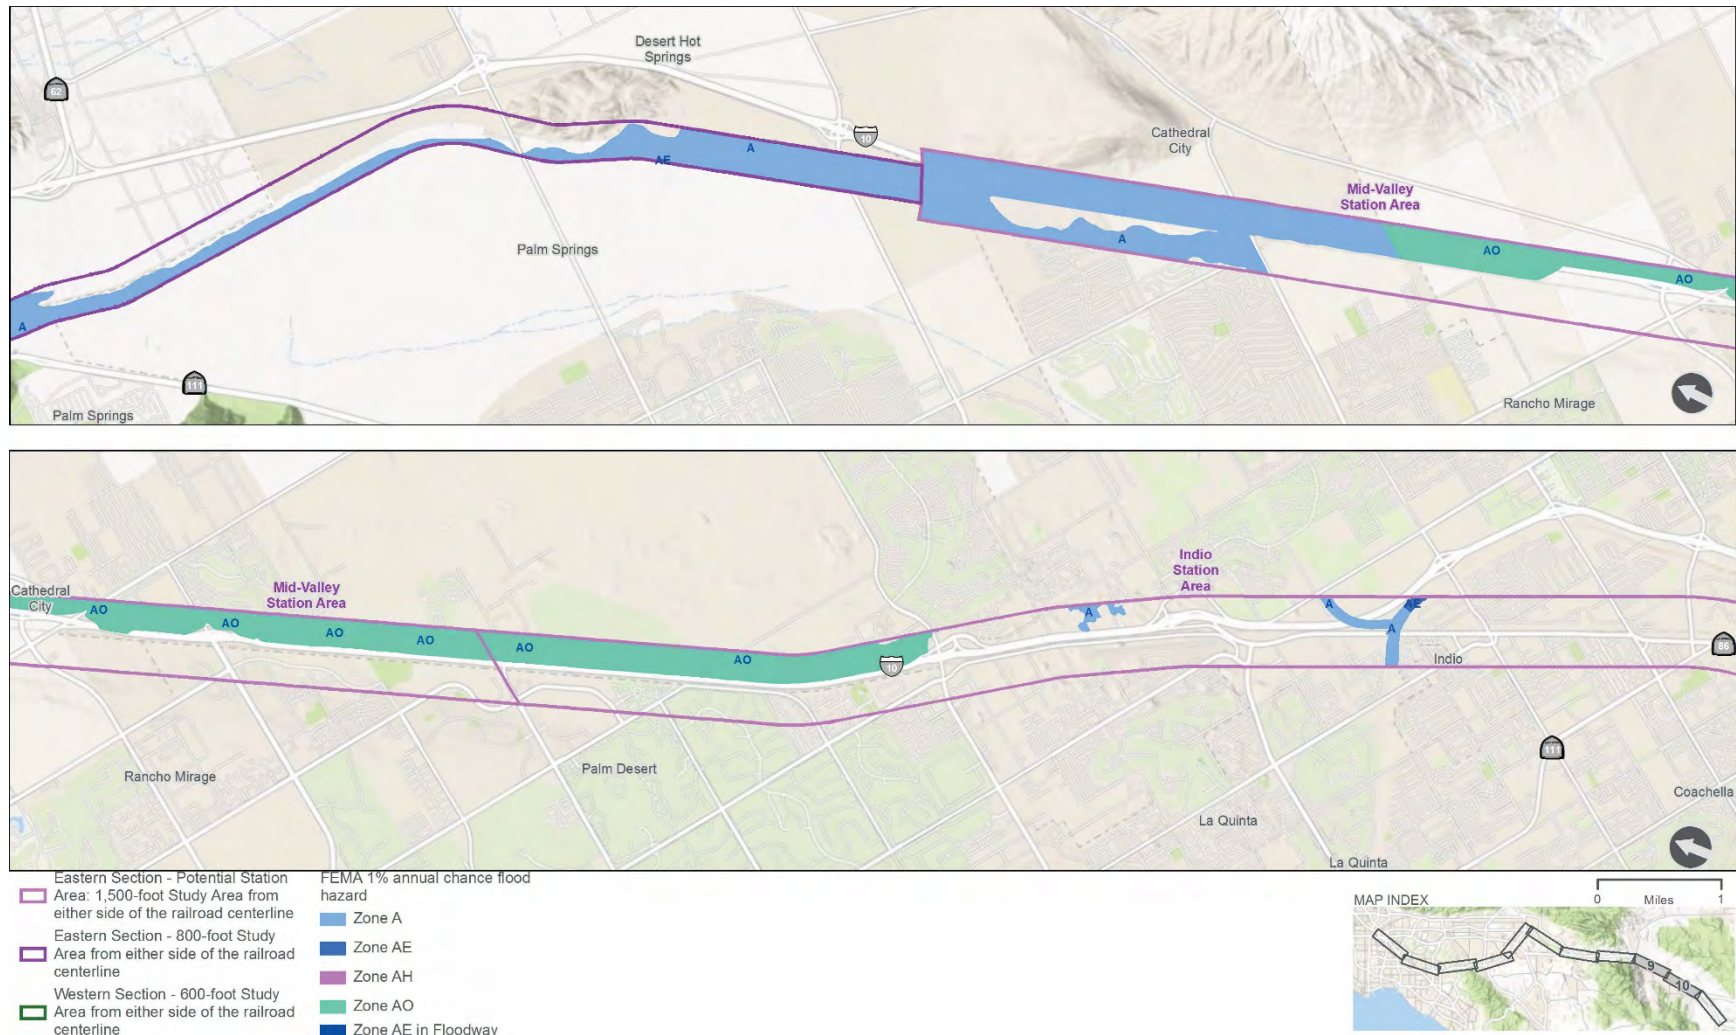 Desert Hot
Springs
62
10
Cathedral
City
A
AE
Mid-Valley
Station Area
Palm Springs
A
AO
AO
A
111
Palm Springs
Rancho Mirage
Indio
Station
Area
Cathedral
City
Mid-Valley
Station Area
AO
AO
AO
AO
AO
AO
10
A
A
AE
A
Indio
86
111
Rancho Mirage
Palm Desert
La Quinta
Coachella
La Quinta
Eastern Section - Potential Station
Area: 1,500-foot Study Area from
either side of the railroad centerline
Eastern Section - 800-foot Study
Area from either side of the railroad
centerline
Western Section - 600-foot Study
Area from either side of the railroad
centerline
FEMA 1% annual chance flood
hazard
Zone A
Zone AE
Zone AH
Zone AO
Zone AE in Floodway
0 Miles 1
MAP INDEX
9
10